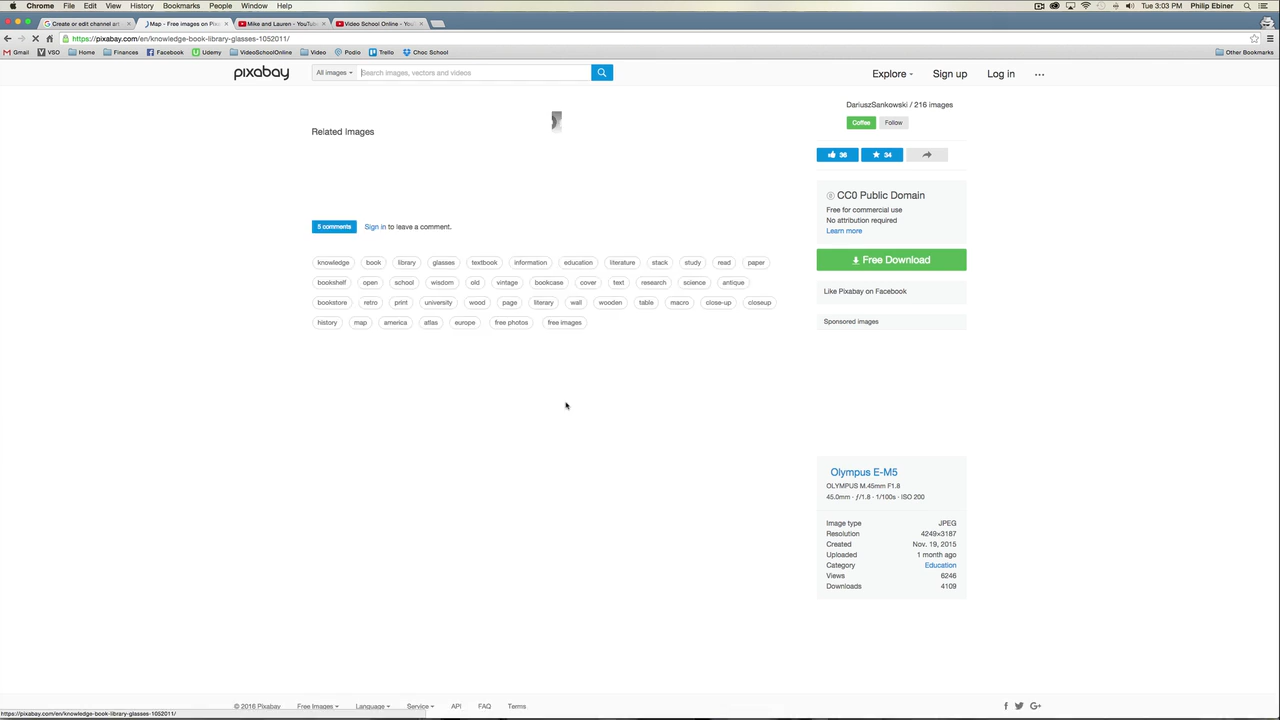 Chrome File Edit View History Bookmarks People Window Help Tue 3:03 PM Philip Ebiner
Create or edit channel art Map - Free images on Pix Mike and Lauren - YouTub Video School Online - You
https://pixabay.com/en/knowledge-book-library-glasses-1052011/
Gmail VSO Home Finances Facebook Udemy VideoSchoolOnline Video Podio Trello Choc School Other Bookmarks
pixabay All images Search images, vectors and videos Explore Sign up Log in
DariuszSankowski / 216 images
Coffee Follow
Related Images
36 34
CC0 Public Domain
Free for commercial use
No attribution required
Learn more
5 comments Sign in to leave a comment.
Free Download
knowledge book library glasses textbook information education literature stack study read paper
bookshelf open school wisdom old vintage bookcase cover text research science antique
bookstore retro print university wood page literary wall wooden table macro close-up closeup
history map america atlas europe free photos free images
Like Pixabay on Facebook
Sponsored images
Olympus E-M5
OLYMPUS M.45mm F1.8
45.0mm · ƒ/1.8 · 1/100s · ISO 200
Image type JPEG
Resolution 4249×3187
Created Nov. 19, 2015
Uploaded 1 month ago
Category Education
Views 6246
Downloads 4109
© 2016 Pixabay Free Images Language Service API FAQ Terms
https://pixabay.com/en/knowledge-book-library-glasses-1052011/